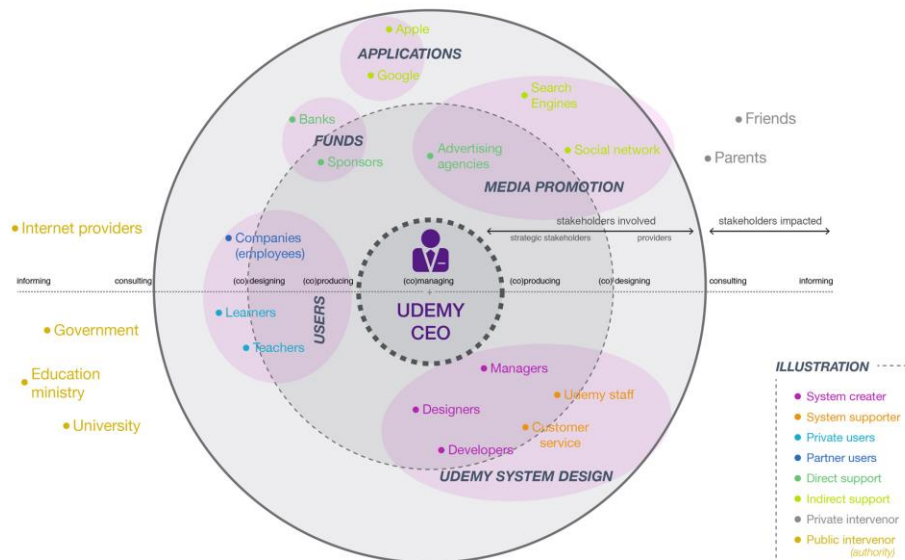 Apple
APPLICATIONS
Google
Search
Engines
Banks
FUNDS
Sponsors
Advertising
agencies
Social network
MEDIA PROMOTION
Friends
Parents
stakeholders involved
stakeholders impacted
strategic stakeholders
providers
Internet providers
Companies
(employees)
informing
consulting
(co)designing
(co)producing
(co)managing
(co)producing
(co)designing
consulting
informing
UDEMY
CEO
USERS
Learners
Teachers
Government
Education
ministry
University
Managers
Designers
Udemy staff
Customer
service
Developers
UDEMY SYSTEM DESIGN
ILLUSTRATION
System creater
System supporter
Private users
Partner users
Direct support
Indirect support
Private intervenor
Public intervenor
(authority)